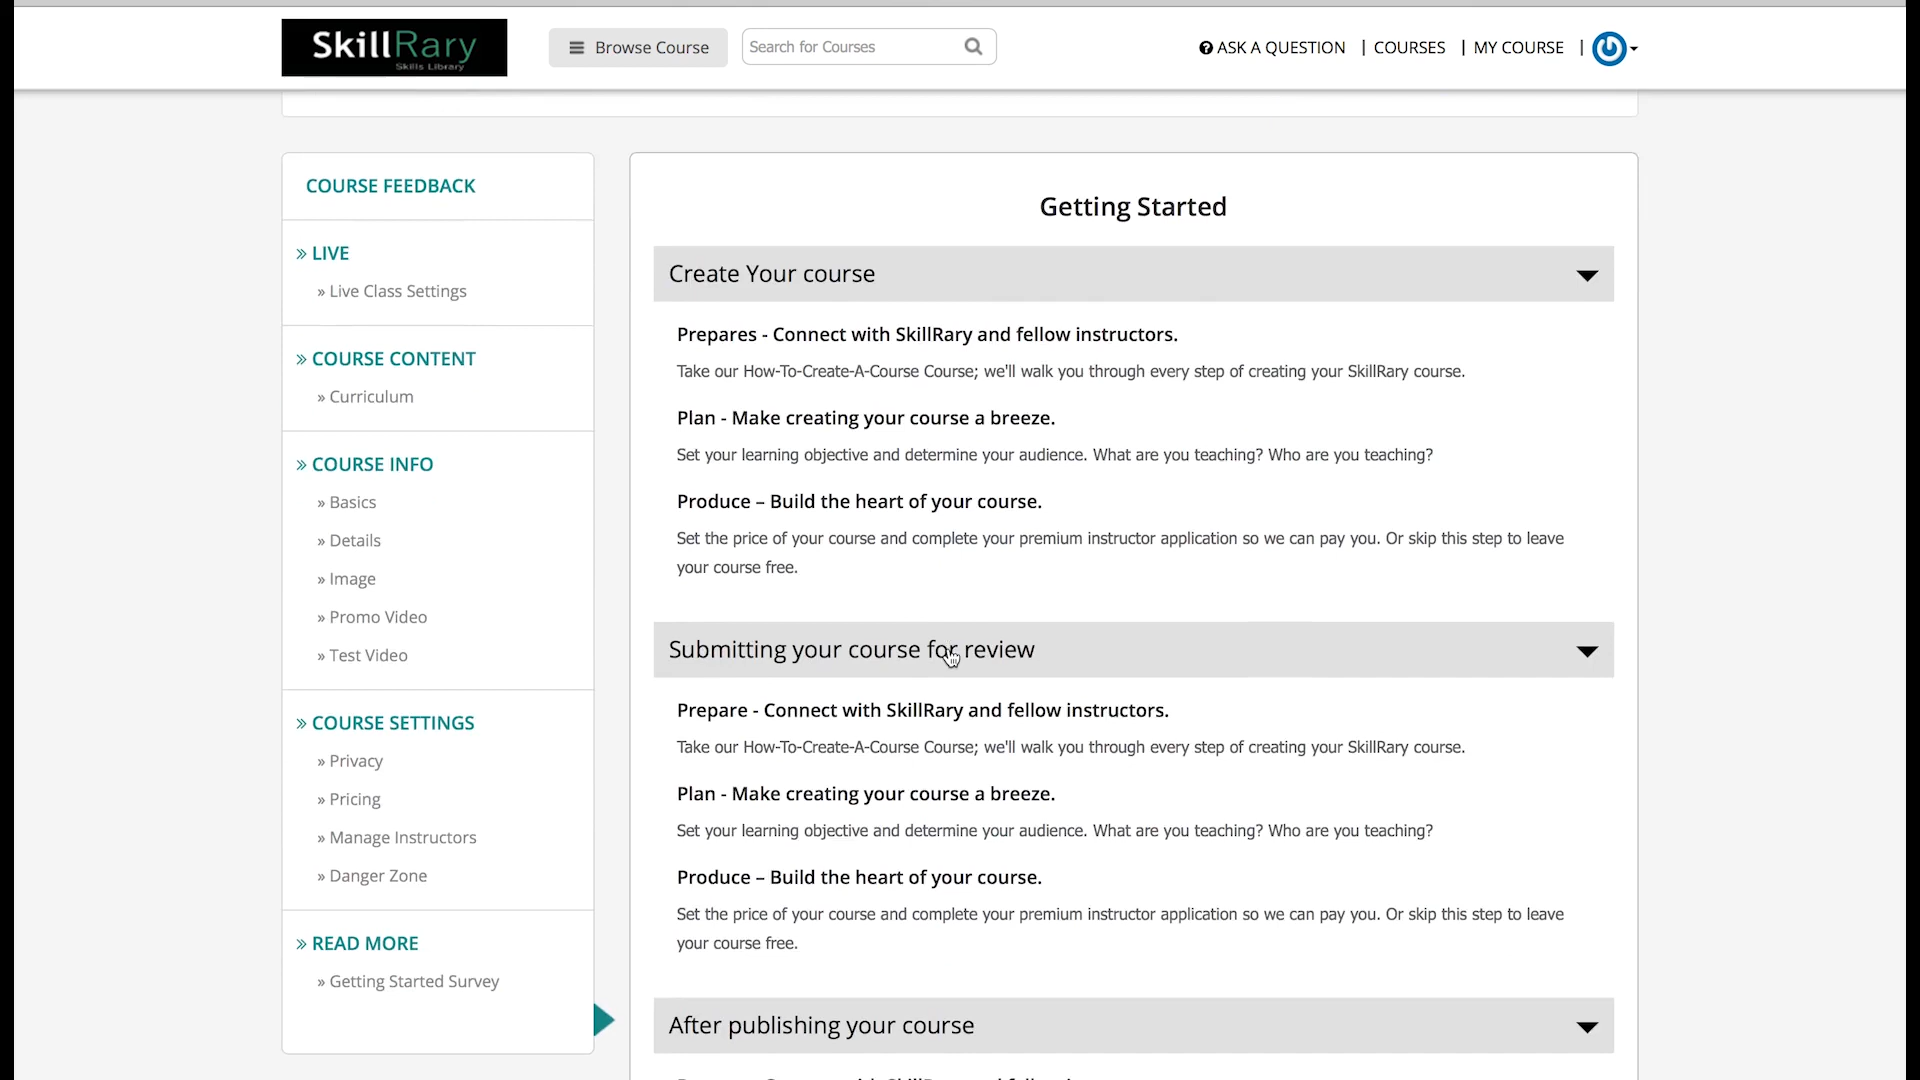 SkillRary
Skills Library
Browse Course
Search for Courses
ASK A QUESTION | COURSES | MY COURSE |
COURSE FEEDBACK
» LIVE
» Live Class Settings
» COURSE CONTENT
» Curriculum
» COURSE INFO
» Basics
» Details
» Image
» Promo Video
» Test Video
» COURSE SETTINGS
» Privacy
» Pricing
» Manage Instructors
» Danger Zone
» READ MORE
» Getting Started Survey
Getting Started
Create Your course
Prepares - Connect with SkillRary and fellow instructors.
Take our How-To-Create-A-Course Course; we'll walk you through every step of creating your SkillRary course.
Plan - Make creating your course a breeze.
Set your learning objective and determine your audience. What are you teaching? Who are you teaching?
Produce – Build the heart of your course.
Set the price of your course and complete your premium instructor application so we can pay you. Or skip this step to leave
your course free.
Submitting your course for review
Prepare - Connect with SkillRary and fellow instructors.
Take our How-To-Create-A-Course Course; we'll walk you through every step of creating your SkillRary course.
Plan - Make creating your course a breeze.
Set your learning objective and determine your audience. What are you teaching? Who are you teaching?
Produce – Build the heart of your course.
Set the price of your course and complete your premium instructor application so we can pay you. Or skip this step to leave
your course free.
After publishing your course